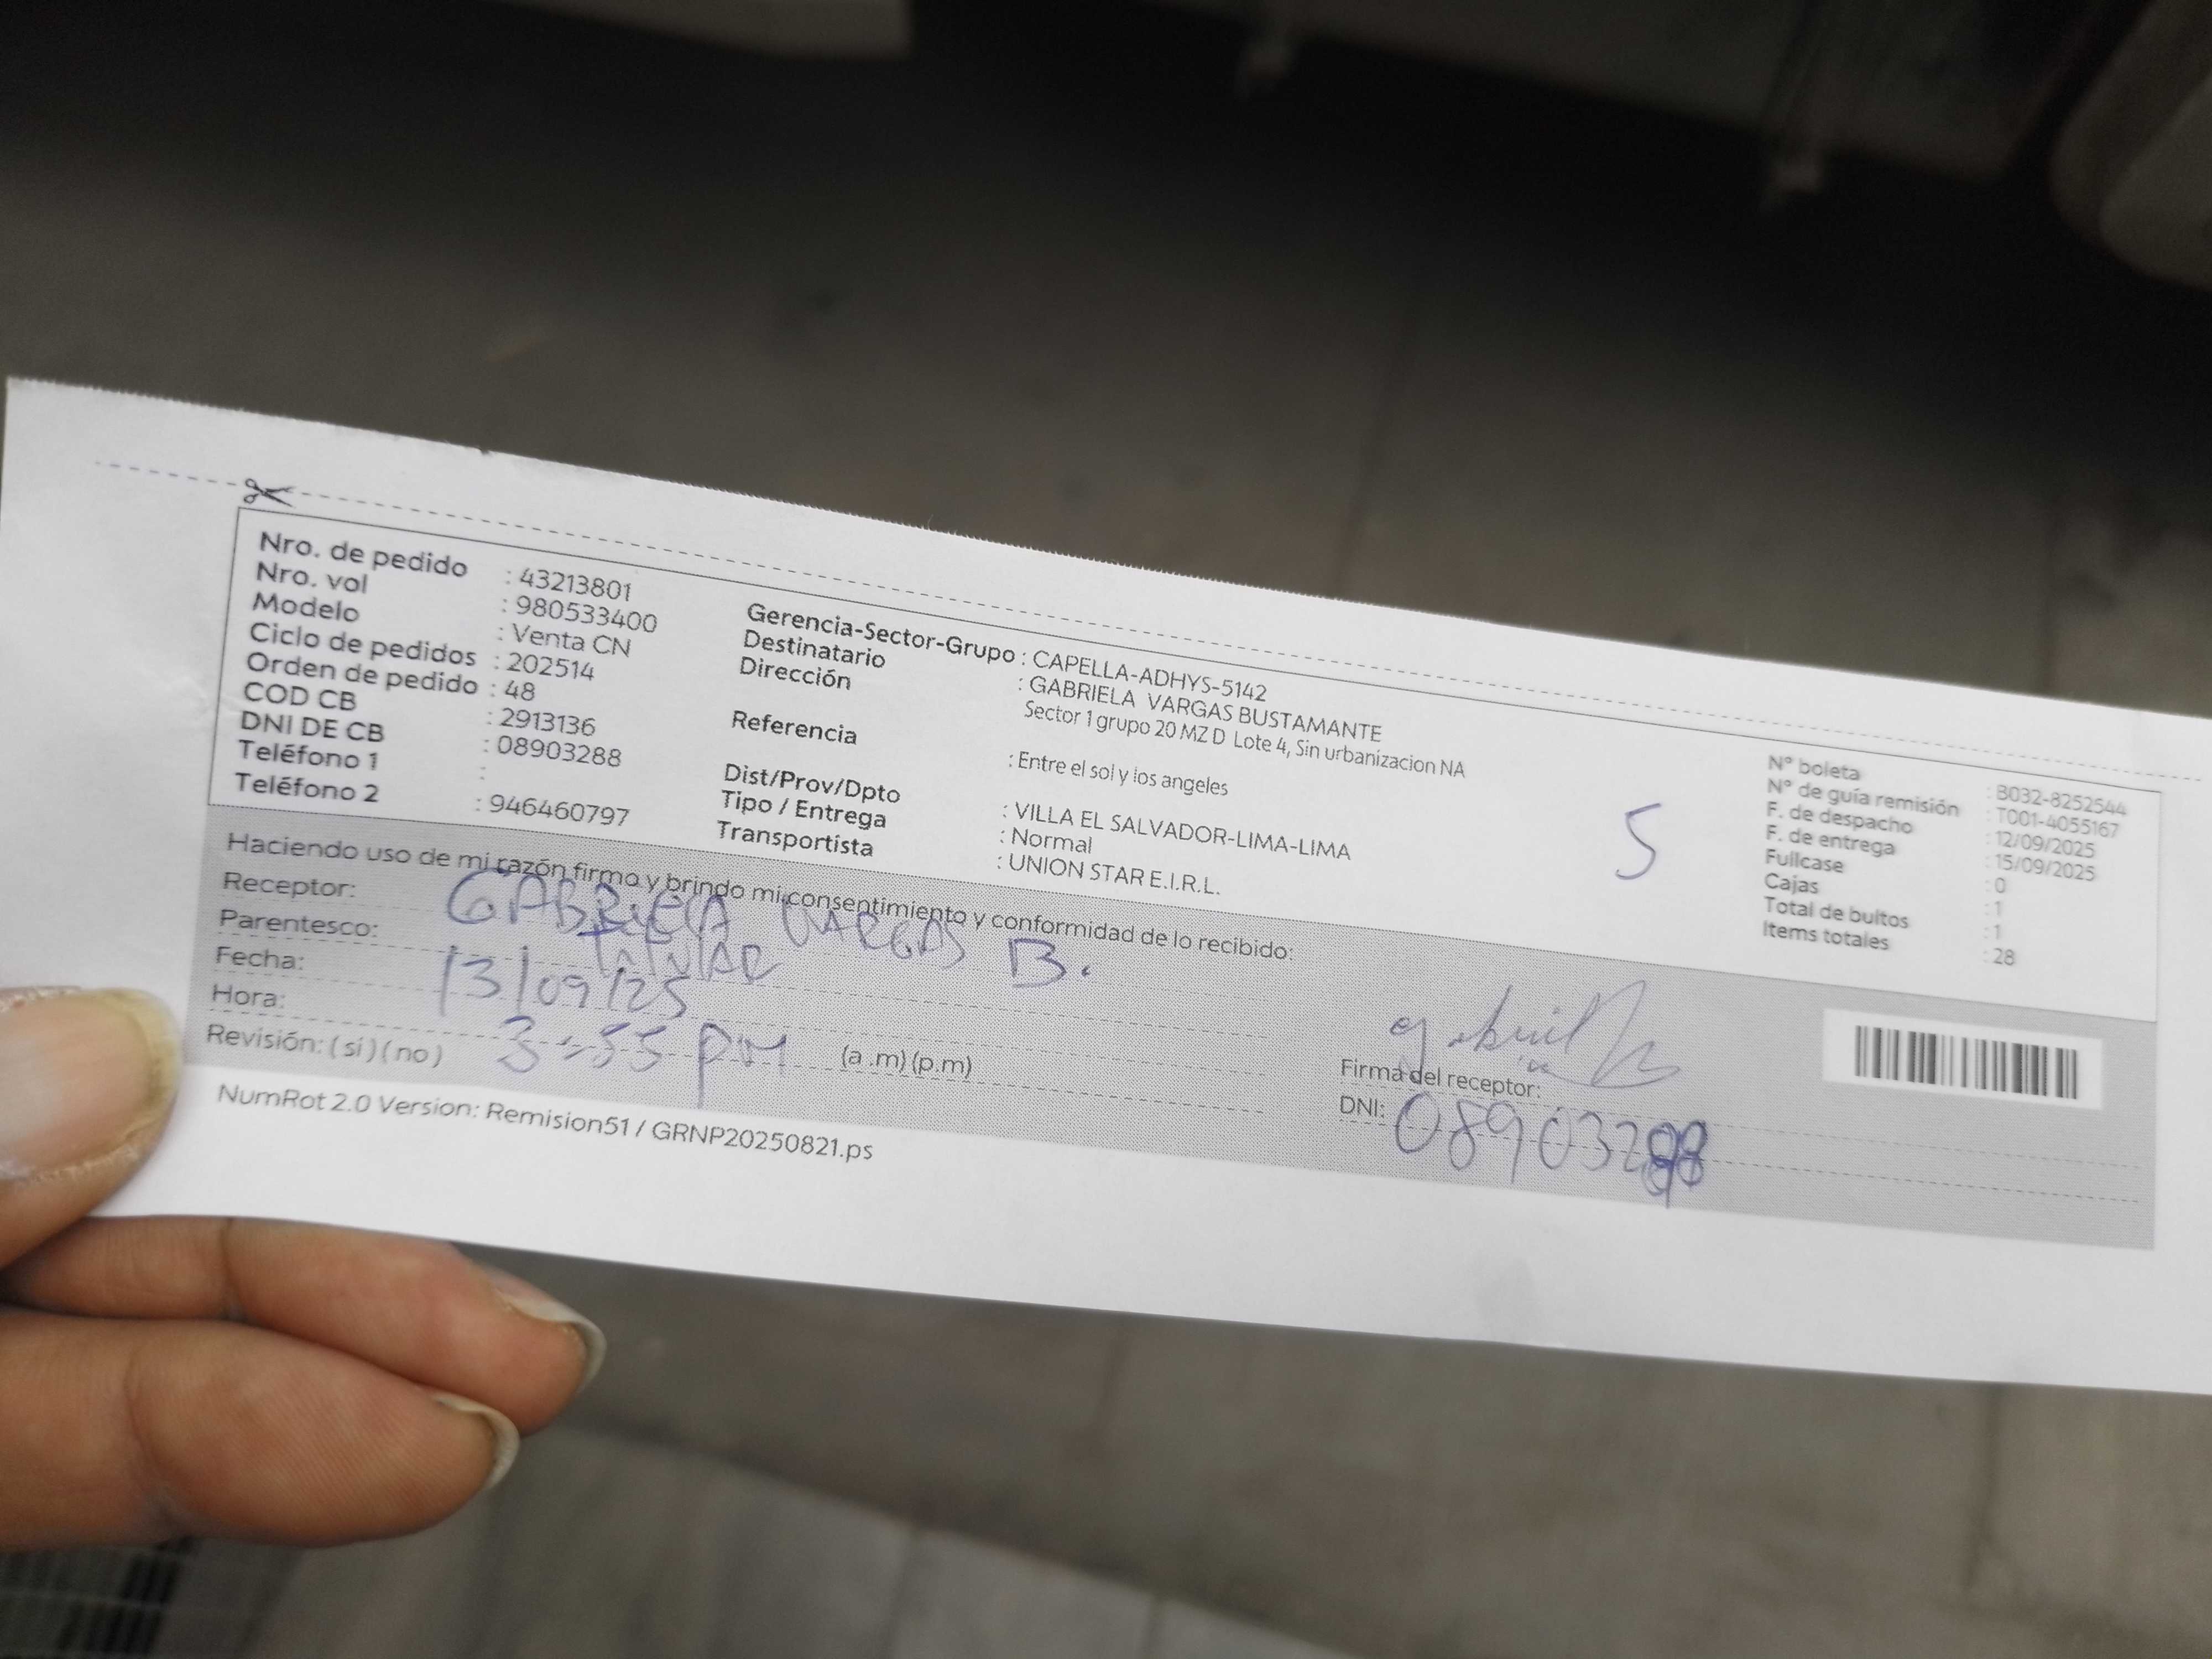 Nro. de pedido : 43213801
Nro. vol : 980533400
Modelo : Venta CN
Ciclo de pedidos : 202514
Orden de pedido : 48
COD CB : 2913136
DNI DE CB : 08903288
Teléfono 1 :
Teléfono 2 : 946460797
Gerencia-Sector-Grupo : CAPELLA-ADHYS-5142
Destinatario : GABRIELA VARGAS BUSTAMANTE
Dirección Sector 1 grupo 20 MZ D Lote 4, Sin urbanizacion NA
Referencia : Entre el sol y los angeles
Dist/Prov/Dpto : VILLA EL SALVADOR-LIMA-LIMA
Tipo / Entrega : Normal
Transportista : UNION STAR E.I.R.L.
5
N° boleta : B032-8252544
N° de guía remisión : T001-4055167
F. de despacho : 12/09/2025
F. de entrega : 15/09/2025
Fullcase : 0
Cajas : 1
Total de bultos : 1
Items totales : 28
Haciendo uso de mi razón firmo y brindo mi consentimiento y conformidad de lo recibido:
Receptor: GABRIELA VARGAS B.
Parentesco: TITULAR
Fecha: 13/09/25
Hora: 3-55 pm (a .m) (p.m)
Revisión: ( si ) ( no )
Firma del receptor:
DNI: 08903288
NumRot 2.0 Version: Remision51 / GRNP20250821.ps